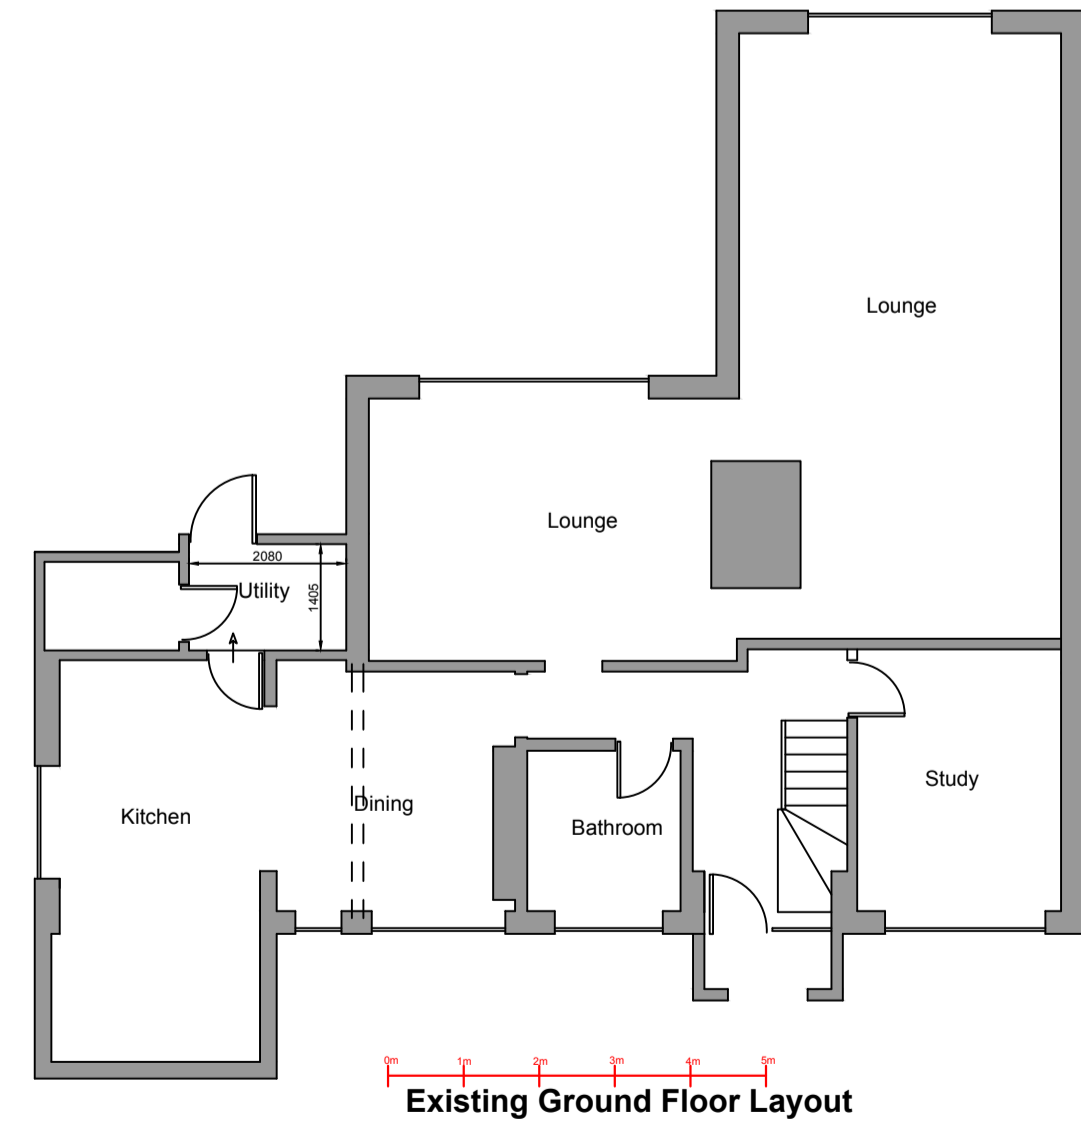 Lounge
Lounge
2080
Utility
1405
Dining
Study
Kitchen
Bathroom
0m 1m 2m 3m 4m 5m
Existing Ground Floor Layout